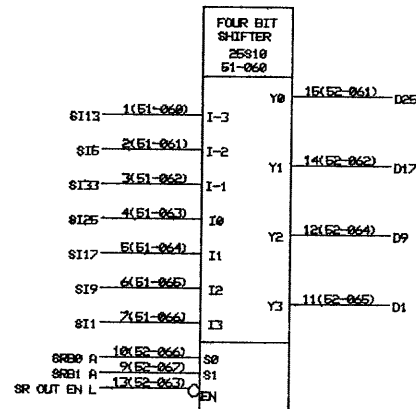 FOUR BIT
SHIFTER
25S10
51-060
Y0 15(52-061) D25
SI13 1(51-060) I-3
SI5 2(51-061) I-2
Y1 14(52-062) D17
SI33 3(51-062) I-1
SI25 4(51-063) I0
Y2 12(52-064) D9
SI17 5(51-064) I1
SI9 6(51-065) I2
Y3 11(52-065) D1
SI1 7(51-066) I3
SRB0 A 10(52-066) S0
SRB1 A 9(52-067) S1
SR OUT EN L 13(52-063) EN